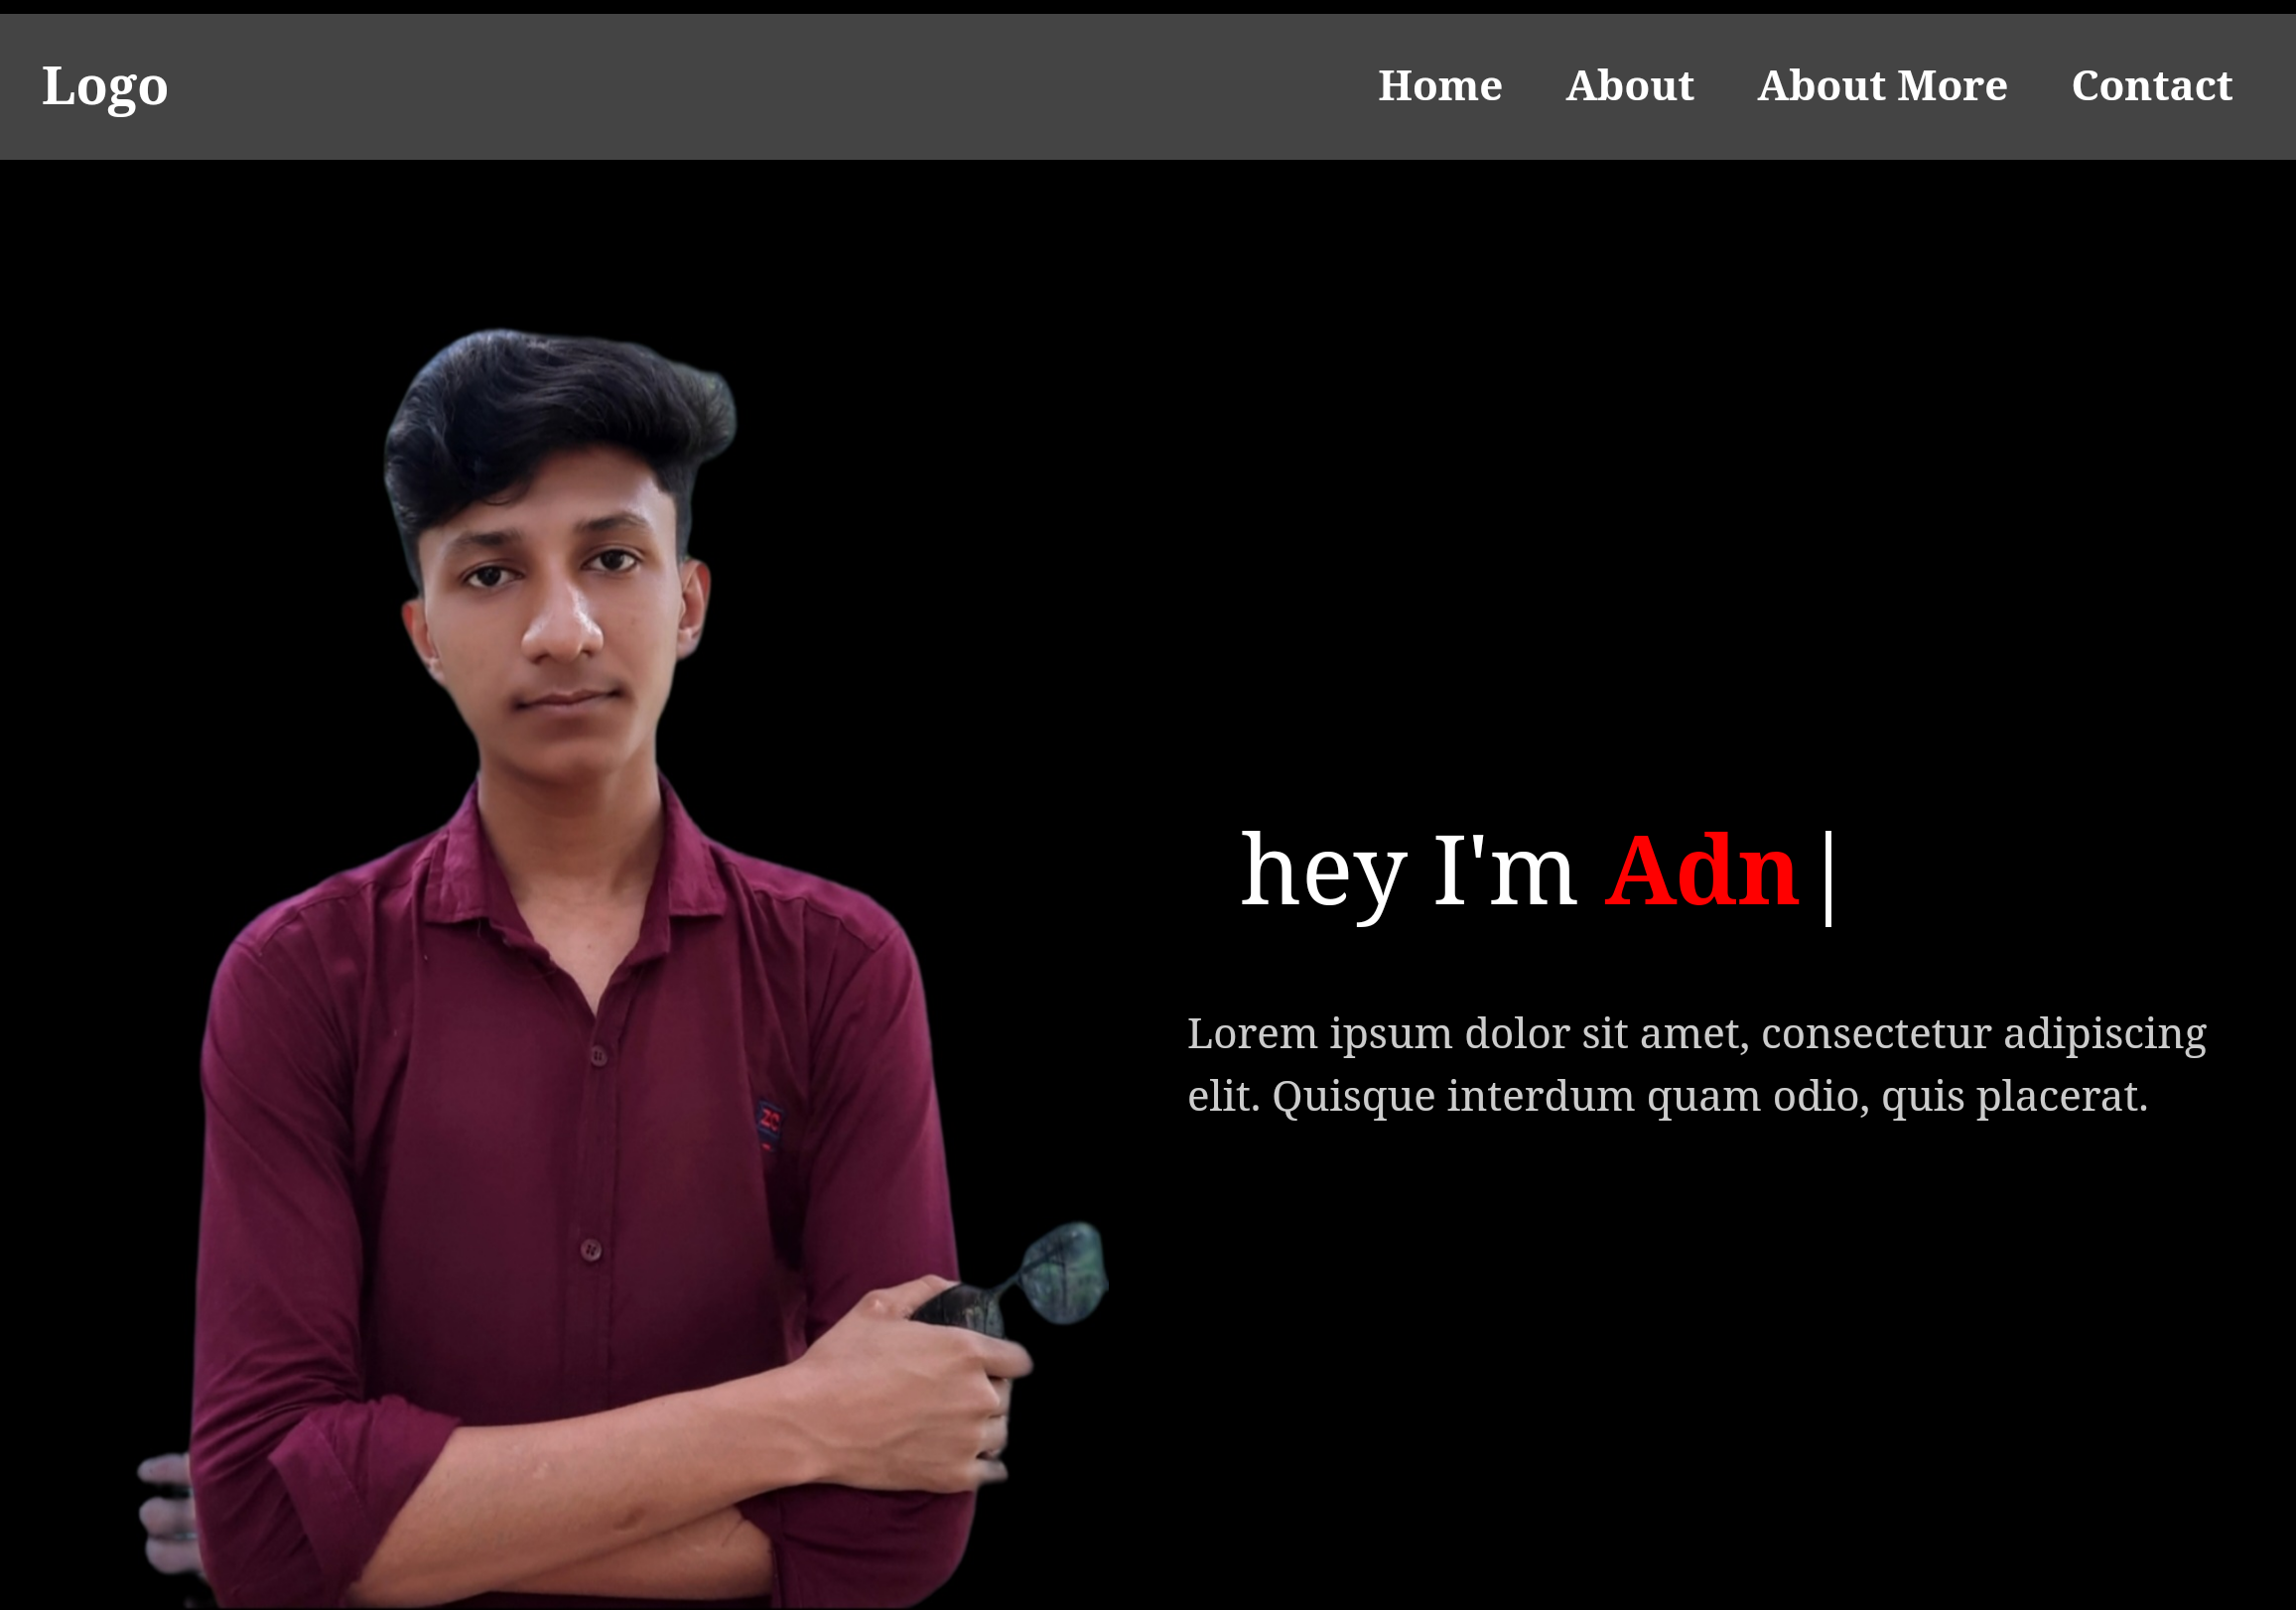 Logo
Home About About More Contact
hey I'm Adn|
Lorem ipsum dolor sit amet, consectetur adipiscing
elit. Quisque interdum quam odio, quis placerat.